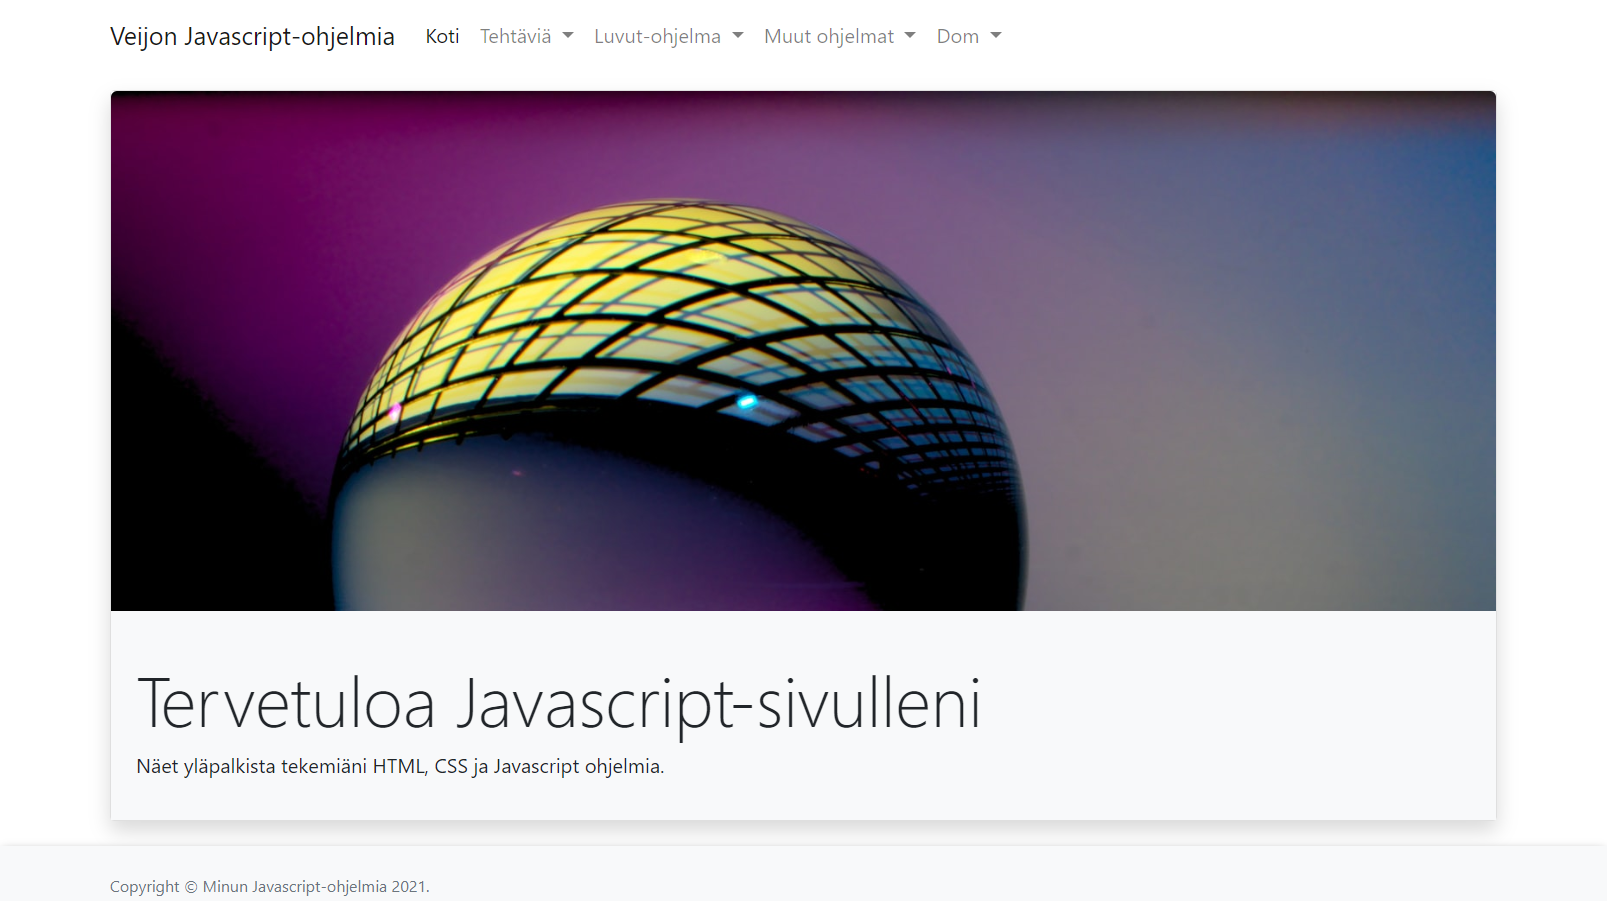 Veijon Javascript-ohjelmia Koti Tehtäviä Luvut-ohjelma Muut ohjelmat Dom
Tervetuloa Javascript-sivulleni
Näet yläpalkista tekemiäni HTML, CSS ja Javascript ohjelmia.
Copyright © Minun Javascript-ohjelmia 2021.